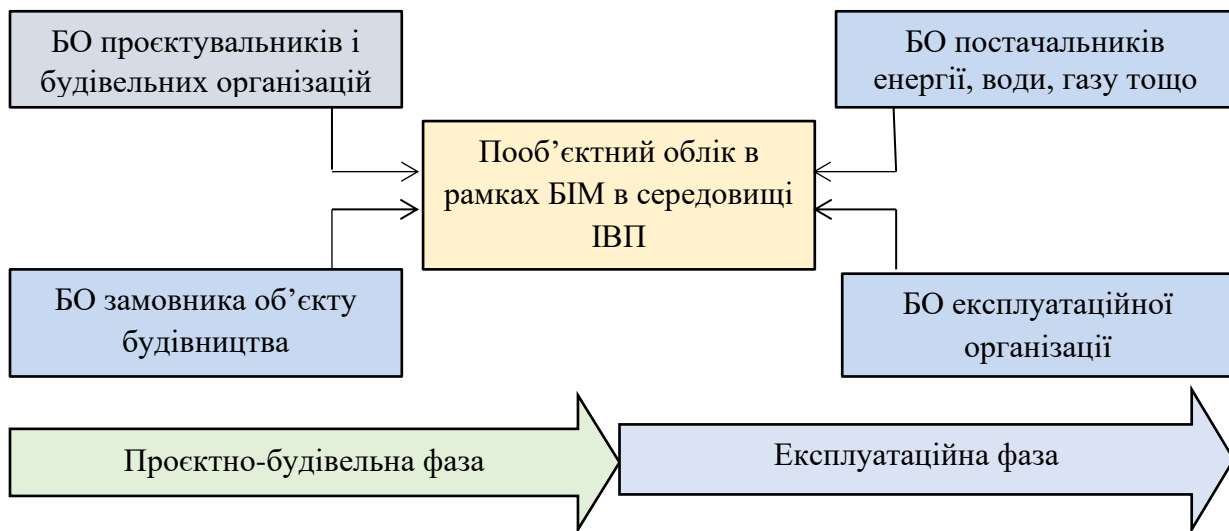 БО проєктувальників і
будівельних організацій
БО постачальників
енергії, води, газу тощо
Пооб’єктний облік в
рамках БІМ в середовищі
ІВП
БО замовника об’єкту
будівництва
БО експлуатаційної
організації
Проєктно-будівельна фаза
Експлуатаційна фаза